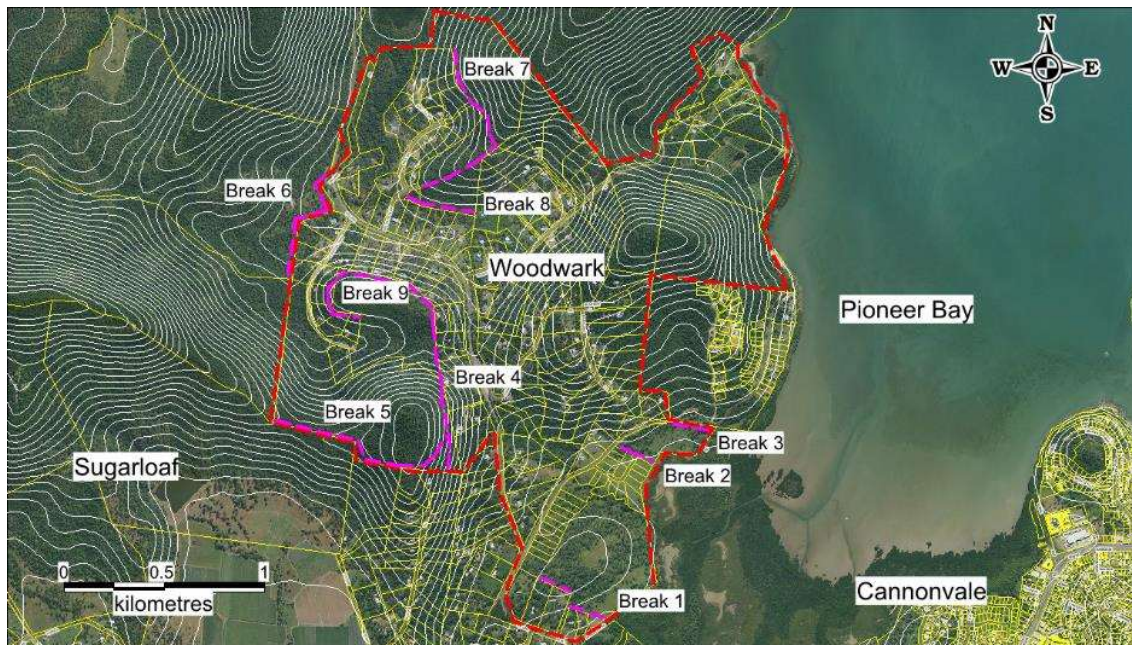 N
W E
S
Break 7
Break 6
Break 8
Woodwark
Break 9
Pioneer Bay
Break 4
Break 5
Break 3
Sugarloaf
Break 2
0 0.5 1
kilometres
Break 1
Cannonvale